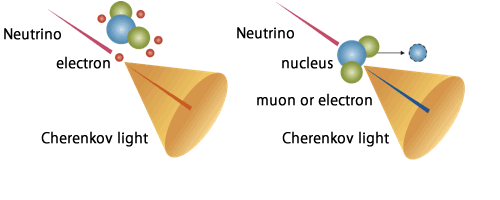 Neutrino
electron
Cherenkov light
Neutrino
nucleus
muon or electron
Cherenkov light